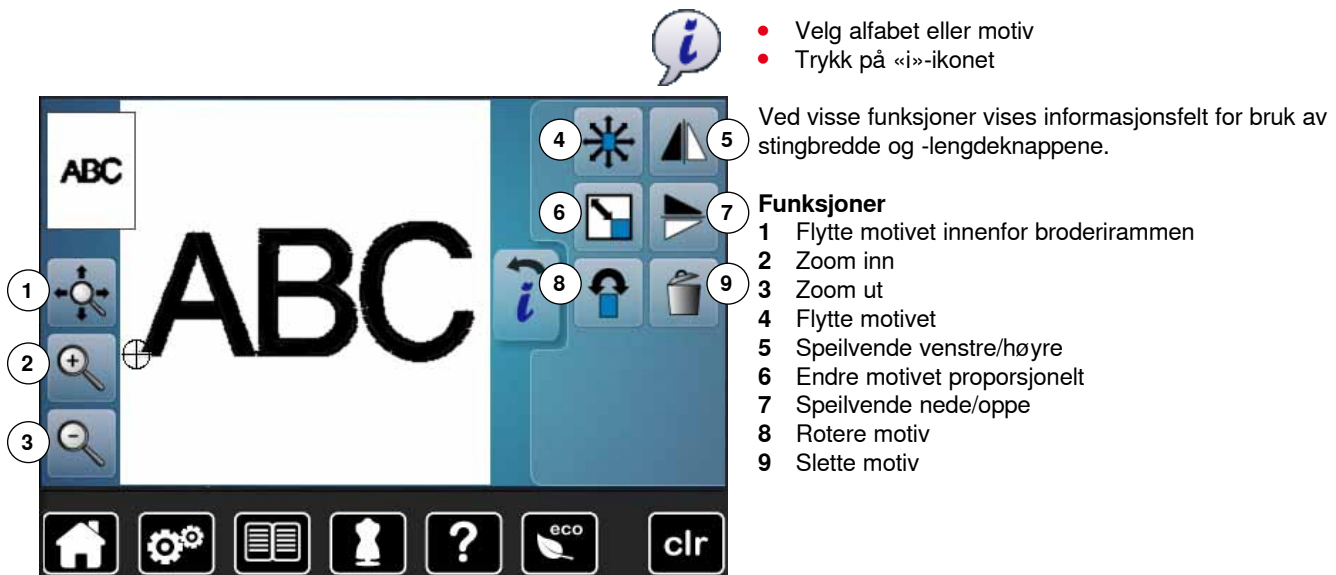 i
• Velg alfabet eller motiv
• Trykk på «i»-ikonet
Ved visse funksjoner vises informasjonsfelt for bruk av
stingbredde og -lengdeknappene.
Funksjoner
1 Flytte motivet innenfor broderirammen
2 Zoom inn
3 Zoom ut
4 Flytte motivet
5 Speilvende venstre/høyre
6 Endre motivet proporsjonelt
7 Speilvende nede/oppe
8 Rotere motiv
9 Slette motiv
ABC
ABC
i
1
2
3
4
5
6
7
8
9
?
eco
clr